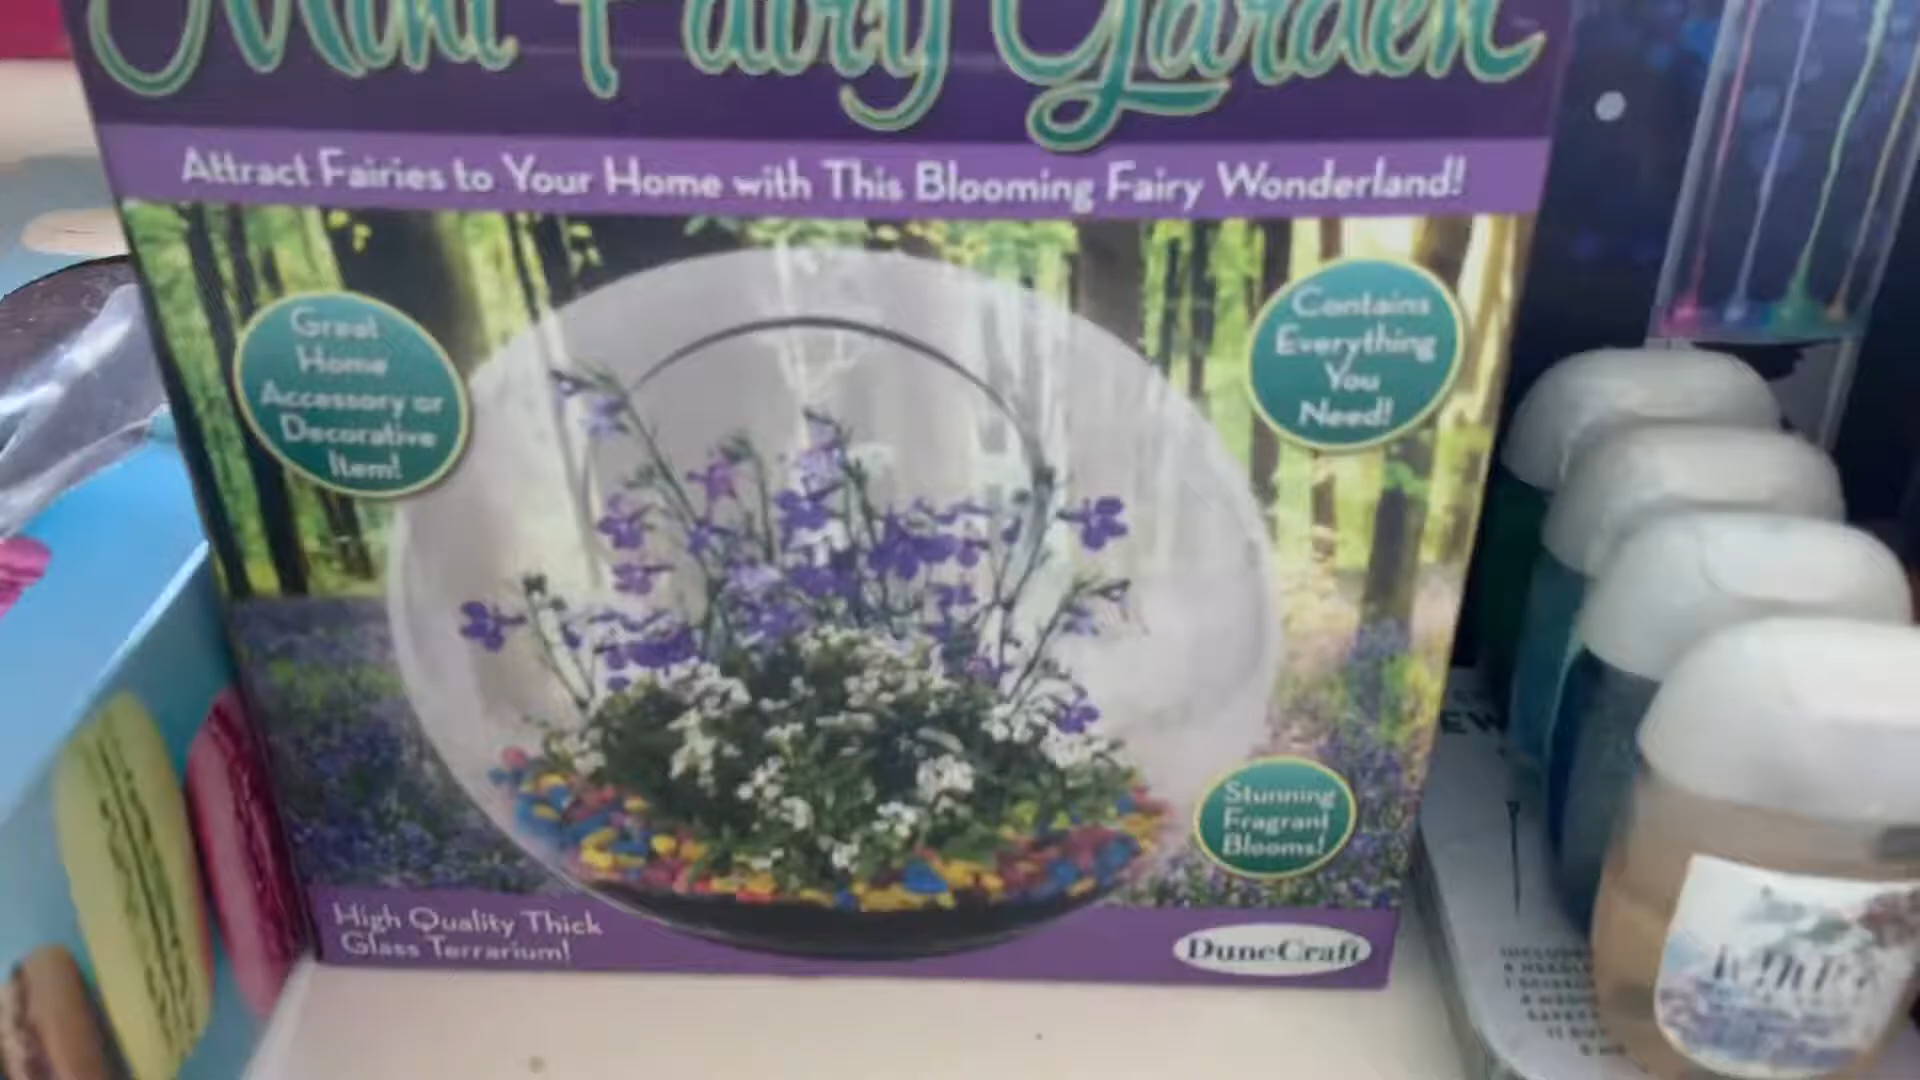 Mini Fairy Garden
Attract Fairies to Your Home with This Blooming Fairy Wonderland!
Great
Home
Accessory or
Decorative
Item!
Contains
Everything
You
Need!
Stunning
Fragrant
Blooms!
High Quality Thick
Glass Terrarium!
DuneCraft